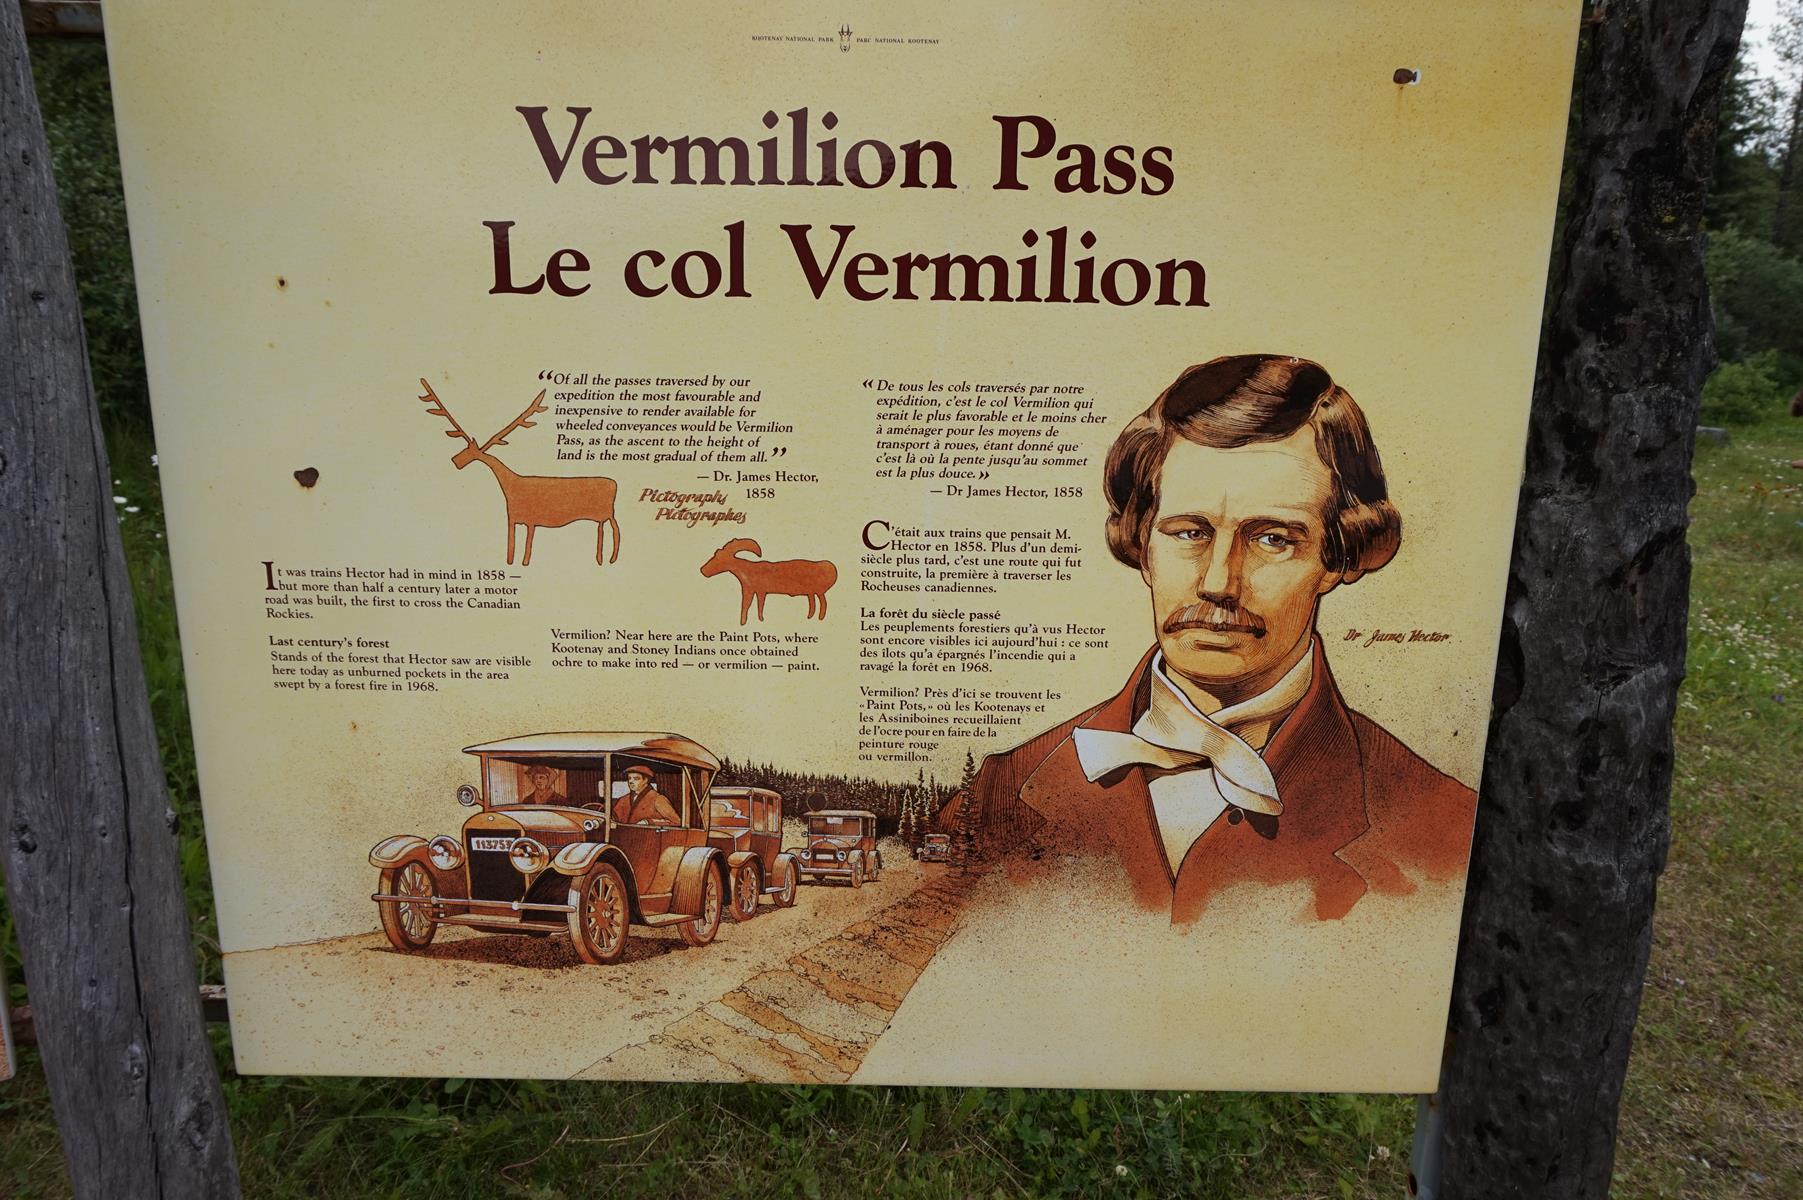 KOOTENAY NATIONAL PARK PARC NATIONAL KOOTENAY
Vermilion Pass
Le col Vermilion
“Of all the passes traversed by our
expedition the most favourable and
inexpensive to render available for
wheeled conveyances would be Vermilion
Pass, as the ascent to the height of
land is the most gradual of them all.”
— Dr. James Hector,
1858
Pictographs
Pictographes
It was trains Hector had in mind in 1858 —
but more than half a century later a motor
road was built, the first to cross the Canadian
Rockies.
Last century's forest
Stands of the forest that Hector saw are visible
here today as unburned pockets in the area
swept by a forest fire in 1968.
Vermilion? Near here are the Paint Pots, where
Kootenay and Stoney Indians once obtained
ochre to make into red — or vermilion — paint.
« De tous les cols traversés par notre
expédition, c'est le col Vermilion qui
serait le plus favorable et le moins cher
à aménager pour les moyens de
transport à roues, étant donné que
c'est là où la pente jusqu'au sommet
est la plus douce. »
— Dr James Hector, 1858
C'était aux trains que pensait M.
Hector en 1858. Plus d'un demi-
siècle plus tard, c'est une route qui fut
construite, la première à traverser les
Rocheuses canadiennes.
La forêt du siècle passé
Les peuplements forestiers qu'à vus Hector
sont encore visibles ici aujourd'hui : ce sont
des îlots qu'a épargnés l'incendie qui a
ravagé la forêt en 1968.
Vermilion? Près d'ici se trouvent les
«Paint Pots,» où les Kootenays et
les Assiniboines recueillaient
de l'ocre pour en faire de la
peinture rouge
ou vermillon.
Dr James Hector
113753